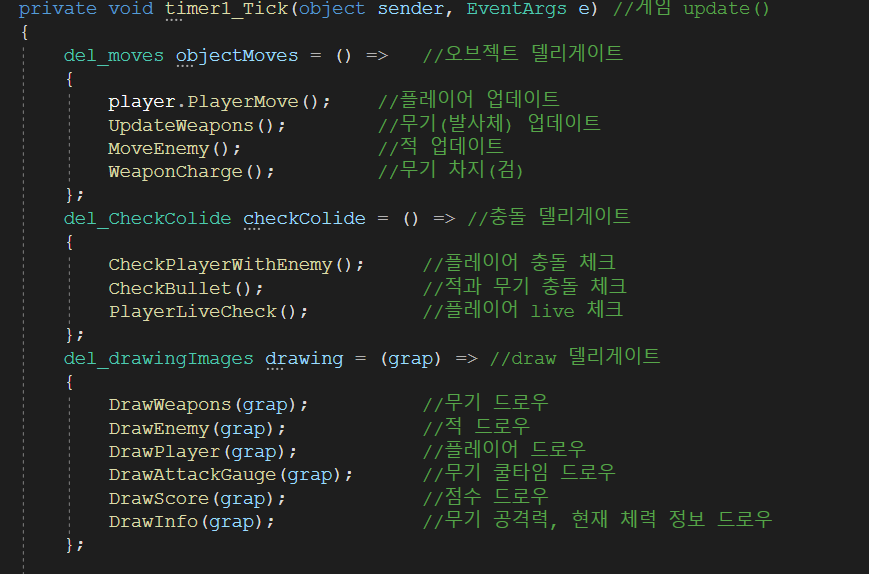 private void timer1_Tick(object sender, EventArgs e) //게임 update()
{
del_moves objectMoves = () => //오브젝트 델리게이트
{
player.PlayerMove(); //플레이어 업데이트
UpdateWeapons(); //무기(발사체) 업데이트
MoveEnemy(); //적 업데이트
WeaponCharge(); //무기 차지(검)
};
del_CheckColide checkColide = () => //충돌 델리게이트
{
CheckPlayerWithEnemy(); //플레이어 충돌 체크
CheckBullet(); //적과 무기 충돌 체크
PlayerLiveCheck(); //플레이어 live 체크
};
del_drawingImages drawing = (grap) => //draw 델리게이트
{
DrawWeapons(grap); //무기 드로우
DrawEnemy(grap); //적 드로우
DrawPlayer(grap); //플레이어 드로우
DrawAttackGauge(grap); //무기 쿨타임 드로우
DrawScore(grap); //점수 드로우
DrawInfo(grap); //무기 공격력, 현재 체력 정보 드로우
};